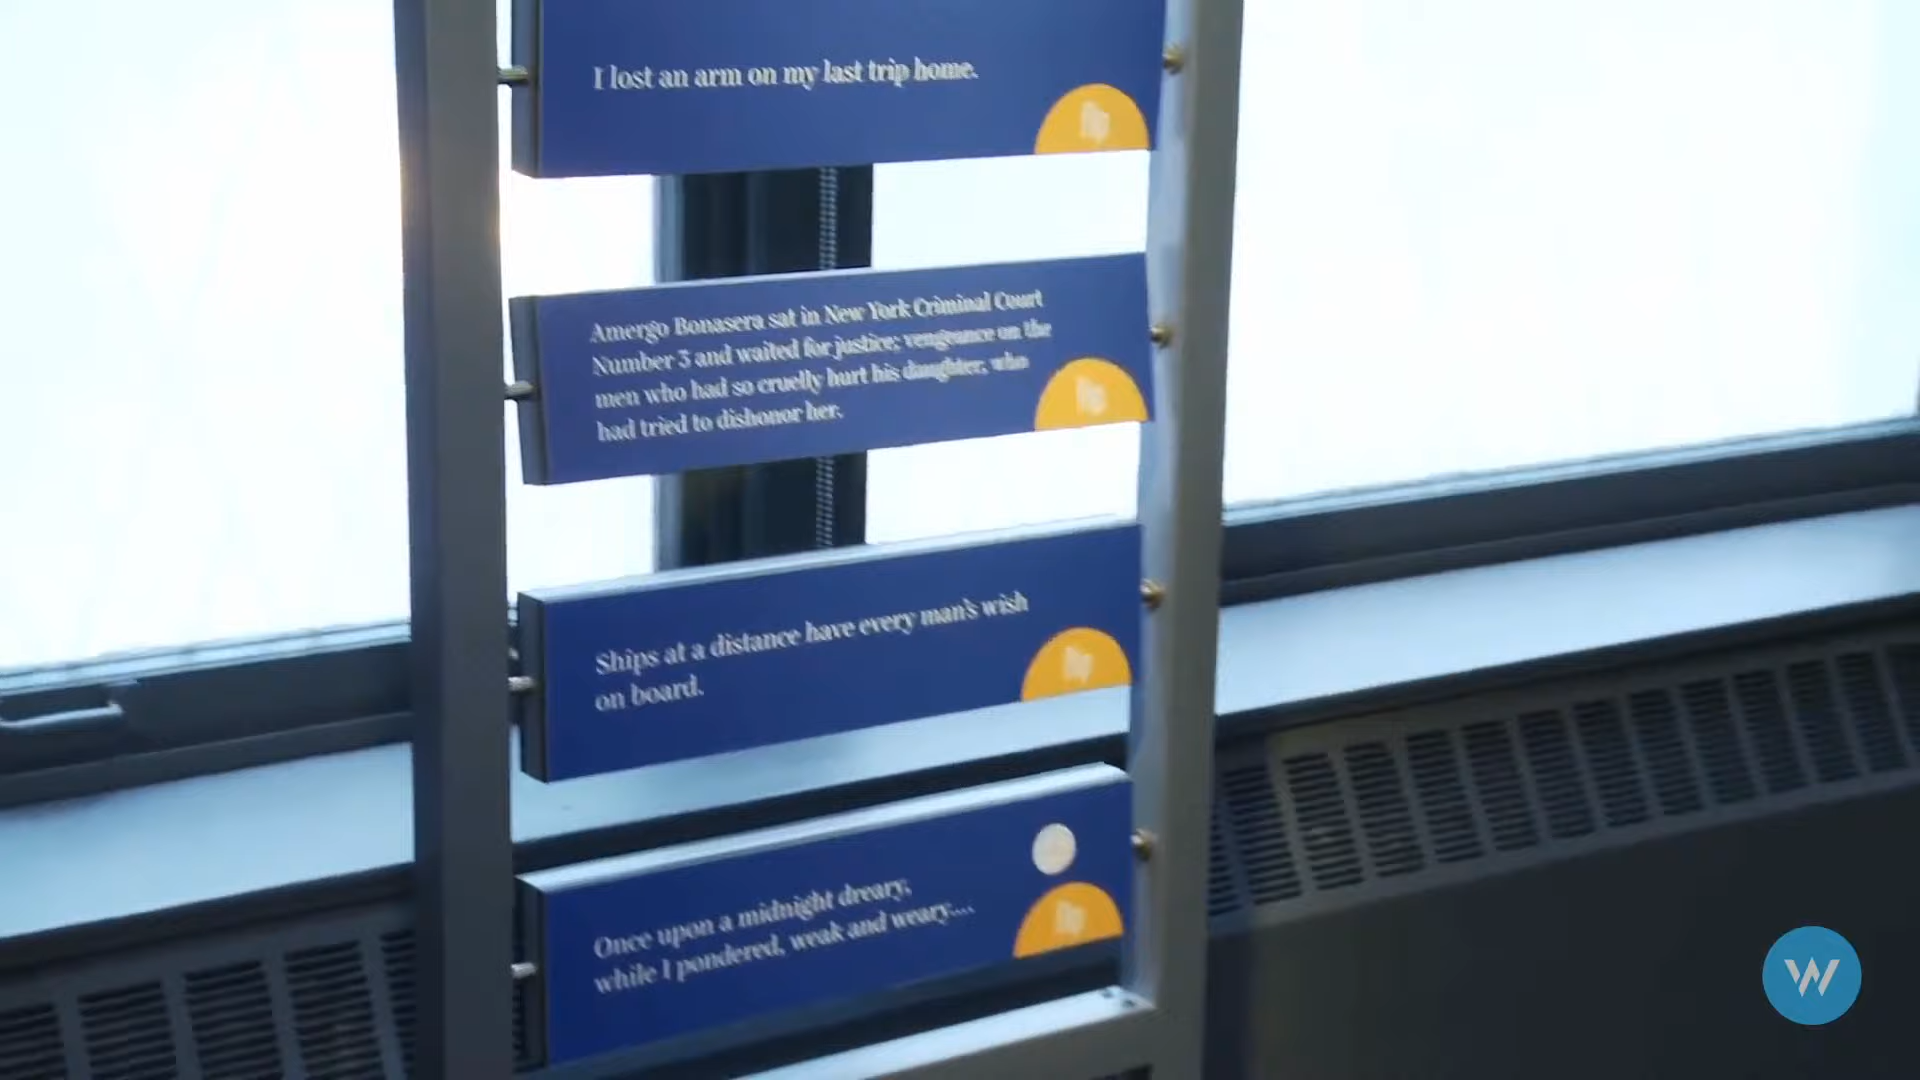 I lost an arm on my last trip home.
Amergo Bonasera sat in New York Criminal Court
Number 3 and waited for justice; vengeance on the
men who had so cruelly hurt his daughter, who
had tried to dishonor her.
Ships at a distance have every man's wish
on board.
Once upon a midnight dreary,
while I pondered, weak and weary....
W